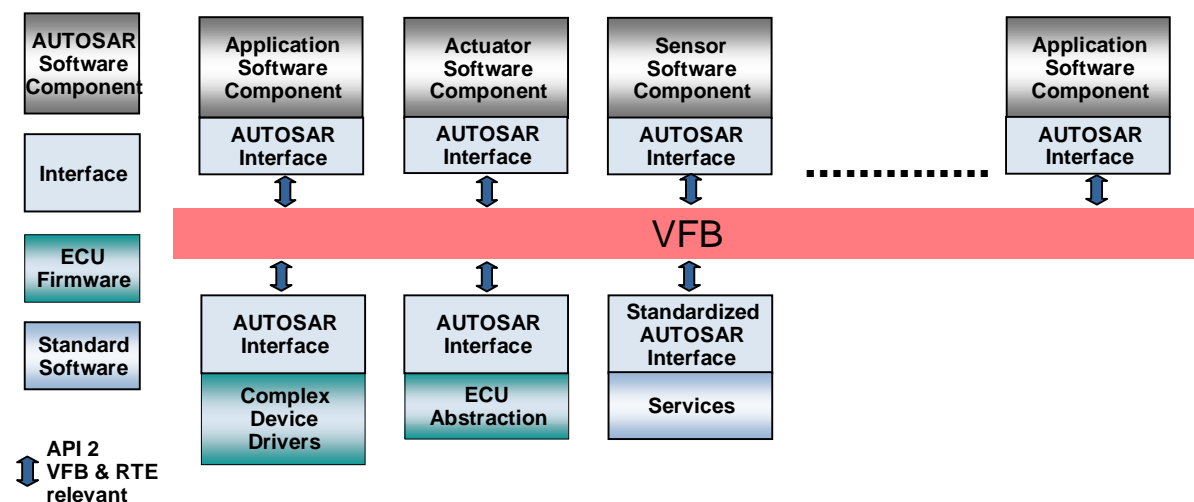 AUTOSAR
Software
Component
Interface
ECU
Firmware
Standard
Software
API 2
VFB & RTE
relevant
Application
Software
Component
AUTOSAR
Interface
Actuator
Software
Component
AUTOSAR
Interface
Sensor
Software
Component
AUTOSAR
Interface
Application
Software
Component
AUTOSAR
Interface
VFB
AUTOSAR
Interface
Complex
Device
Drivers
AUTOSAR
Interface
ECU
Abstraction
Standardized
AUTOSAR
Interface
Services